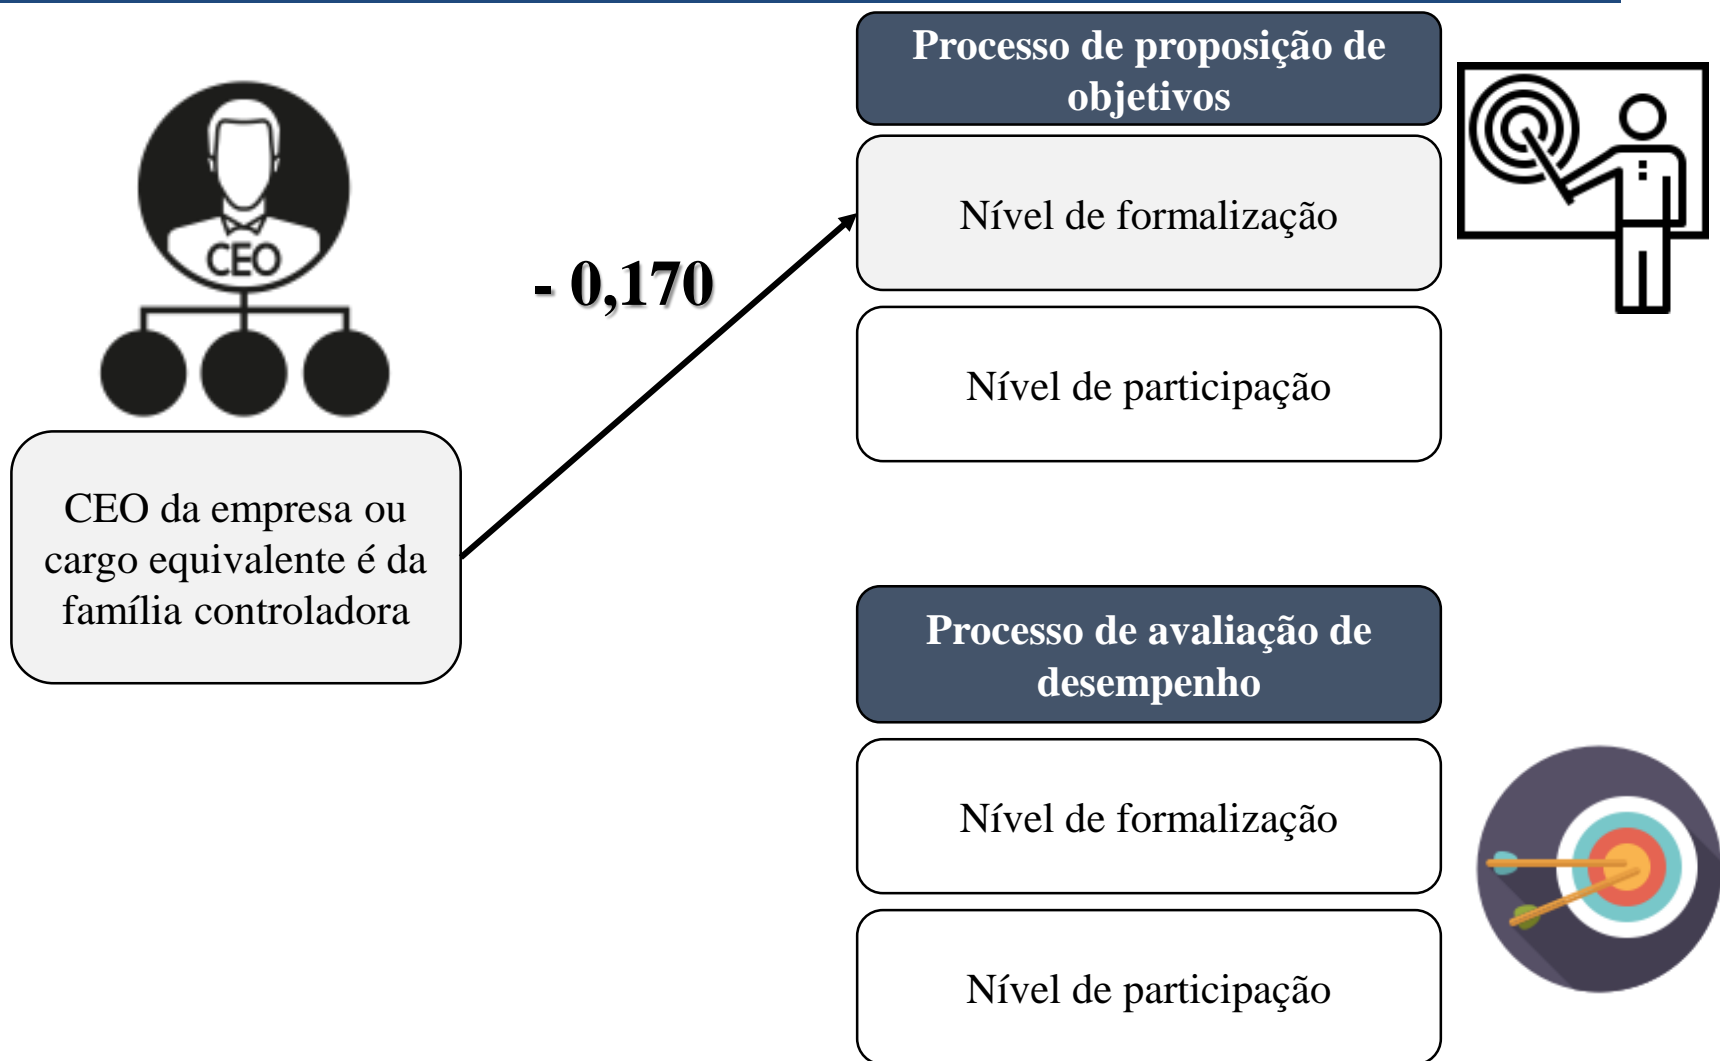 Processo de proposição de
objetivos
CEO
Nível de formalização
- 0,170
Nível de participação
CEO da empresa ou
cargo equivalente é da
família controladora
Processo de avaliação de
desempenho
Nível de formalização
Nível de participação